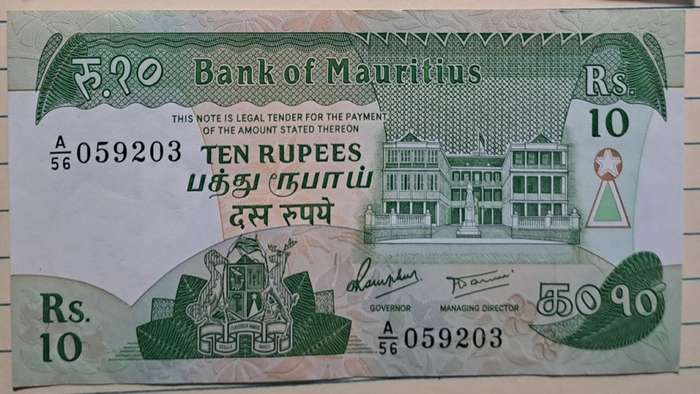 रु.१०
Bank of Mauritius
Rs.
10
THIS NOTE IS LEGAL TENDER FOR THE PAYMENT
OF THE AMOUNT STATED THEREON
A/56 059203
TEN RUPEES
பத்து ரூபாய்
दस रुपये
Rs.
10
GOVERNOR
MANAGING DIRECTOR
A/56 059203